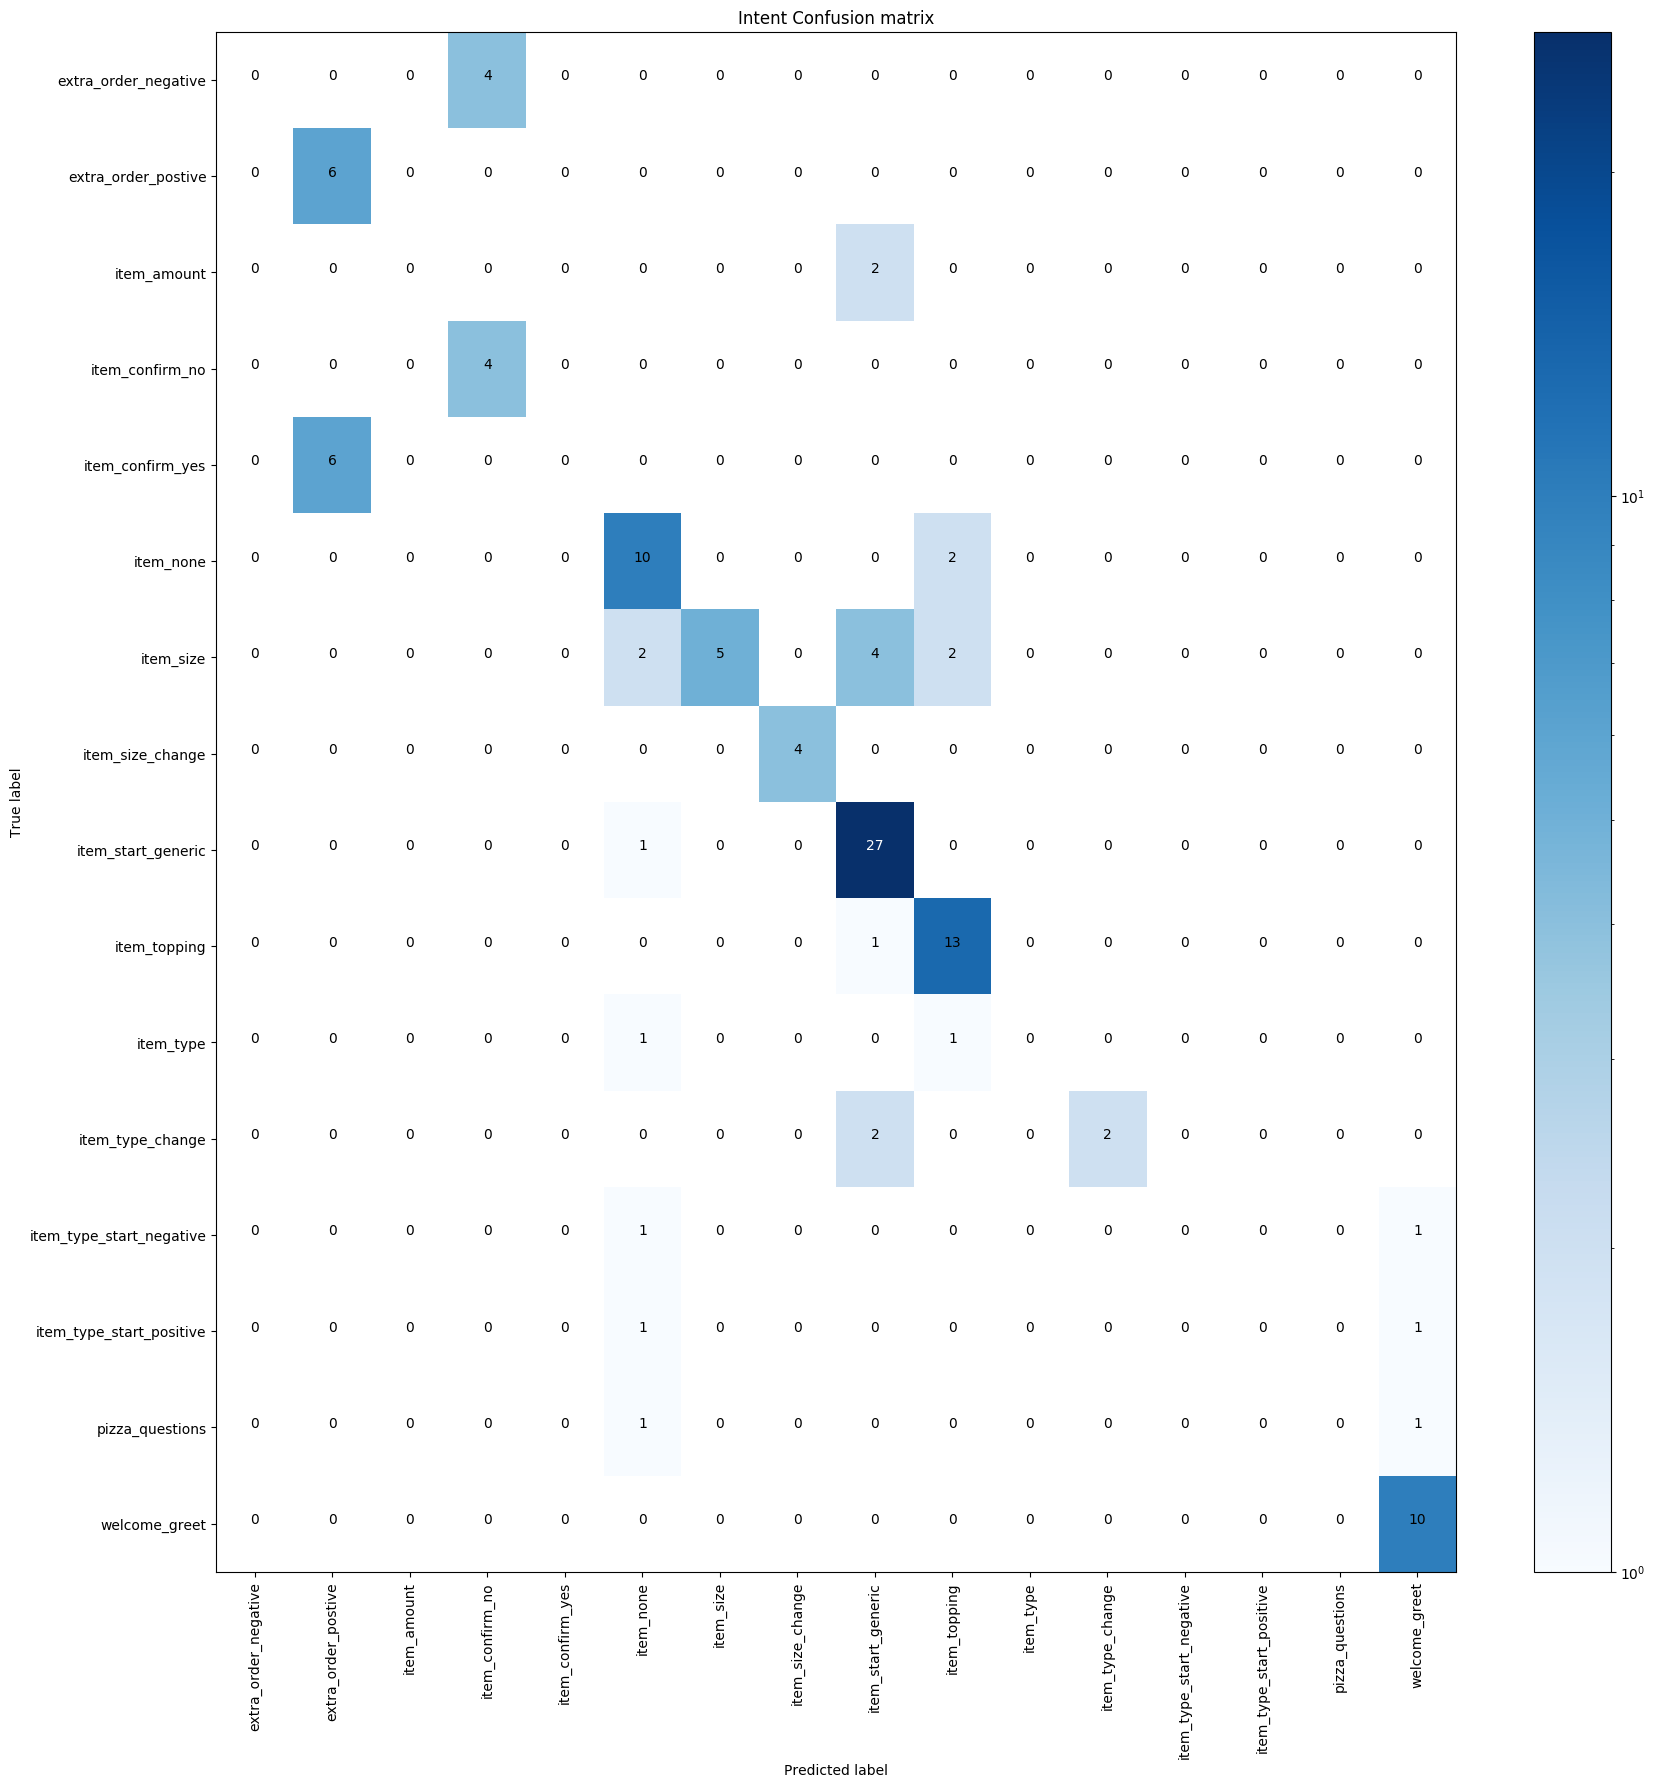 Intent Confusion matrix
extra_order_negative 0 0 0 4 0 0 0 0 0 0 0 0 0 0 0 0
extra_order_postive 0 6 0 0 0 0 0 0 0 0 0 0 0 0 0 0
item_amount 0 0 0 0 0 0 0 0 2 0 0 0 0 0 0 0
item_confirm_no 0 0 0 4 0 0 0 0 0 0 0 0 0 0 0 0
item_confirm_yes 0 6 0 0 0 0 0 0 0 0 0 0 0 0 0 0
item_none 0 0 0 0 0 10 0 0 0 2 0 0 0 0 0 0
item_size 0 0 0 0 0 2 5 0 4 2 0 0 0 0 0 0
item_size_change 0 0 0 0 0 0 0 4 0 0 0 0 0 0 0 0
item_start_generic 0 0 0 0 0 1 0 0 27 0 0 0 0 0 0 0
item_topping 0 0 0 0 0 0 0 0 1 13 0 0 0 0 0 0
item_type 0 0 0 0 0 1 0 0 0 1 0 0 0 0 0 0
item_type_change 0 0 0 0 0 0 0 0 2 0 0 2 0 0 0 0
item_type_start_negative 0 0 0 0 0 1 0 0 0 0 0 0 0 0 0 1
item_type_start_positive 0 0 0 0 0 1 0 0 0 0 0 0 0 0 0 1
pizza_questions 0 0 0 0 0 1 0 0 0 0 0 0 0 0 0 1
welcome_greet 0 0 0 0 0 0 0 0 0 0 0 0 0 0 0 10
True label
extra_order_negative
extra_order_postive
item_amount
item_confirm_no
item_confirm_yes
item_none
item_size
item_size_change
item_start_generic
item_topping
item_type
item_type_change
item_type_start_negative
item_type_start_positive
pizza_questions
welcome_greet
Predicted label
10¹
10⁰